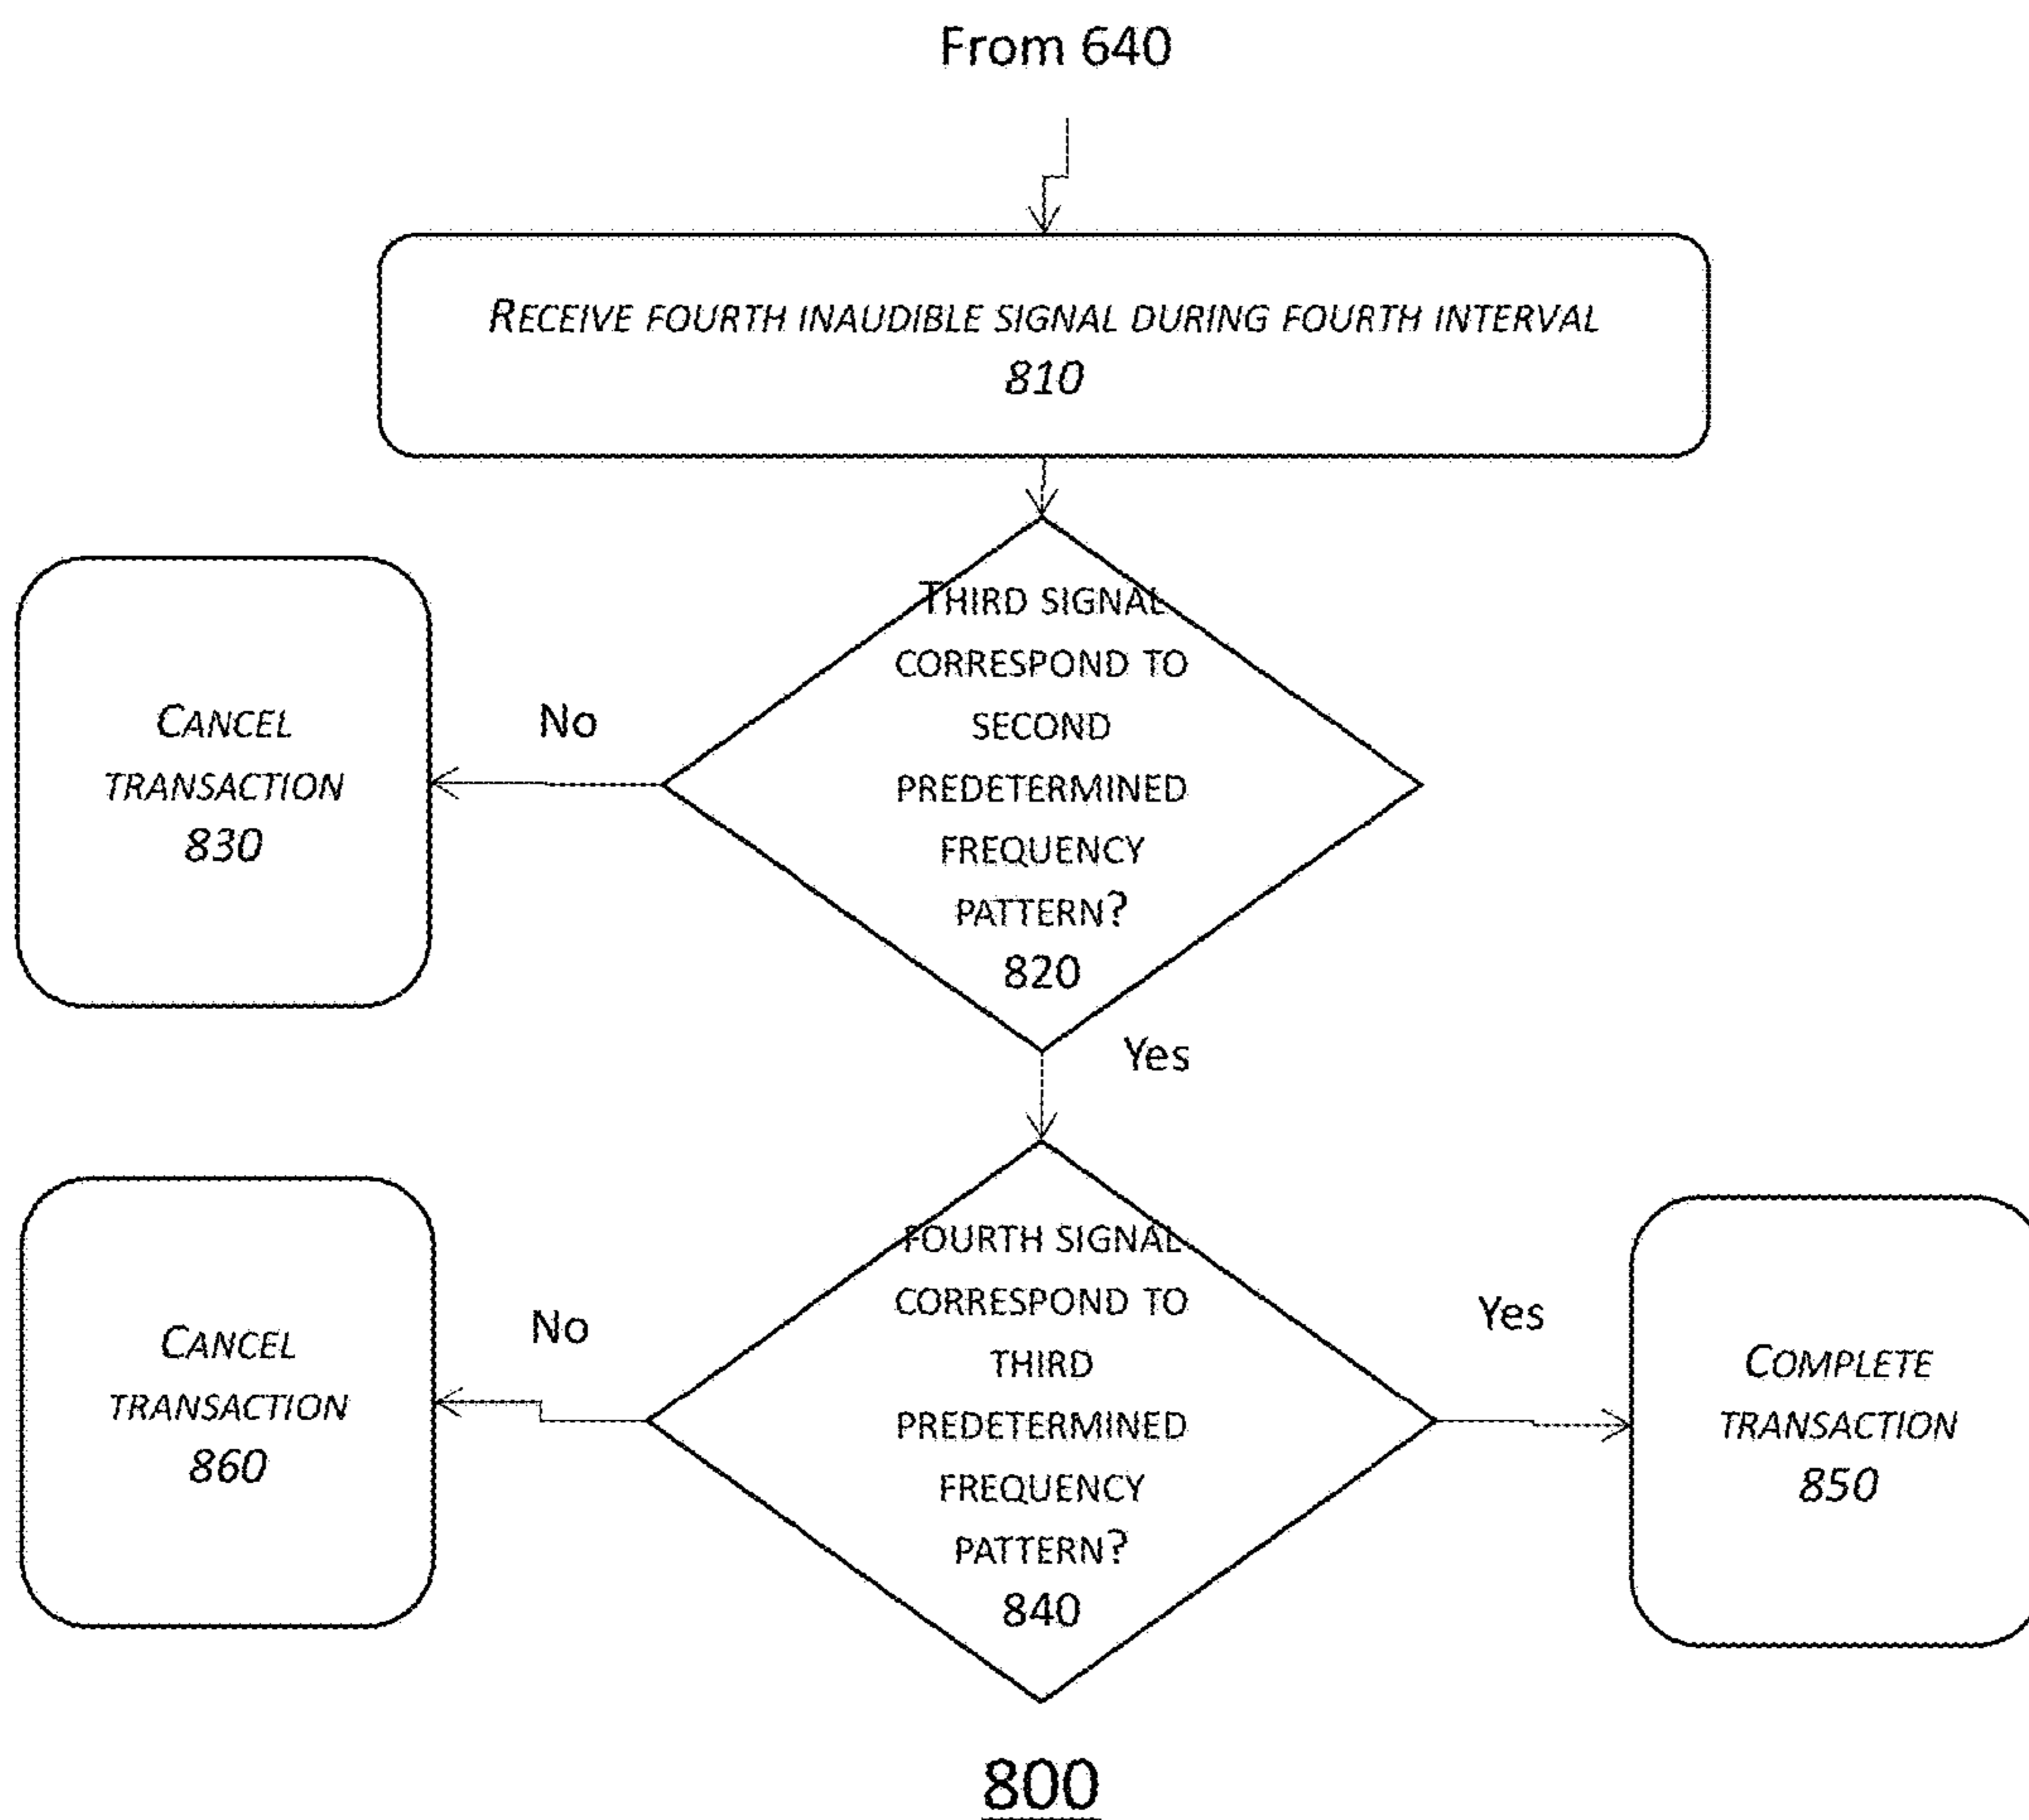 From 640
RECEIVE FOURTH INAUDIBLE SIGNAL DURING FOURTH INTERVAL
810
THIRD SIGNAL
CORRESPOND TO
SECOND
PREDETERMINED
FREQUENCY
PATTERN?
820
No
CANCEL
TRANSACTION
830
Yes
FOURTH SIGNAL
CORRESPOND TO
THIRD
PREDETERMINED
FREQUENCY
PATTERN?
840
No
CANCEL
TRANSACTION
860
Yes
COMPLETE
TRANSACTION
850
800